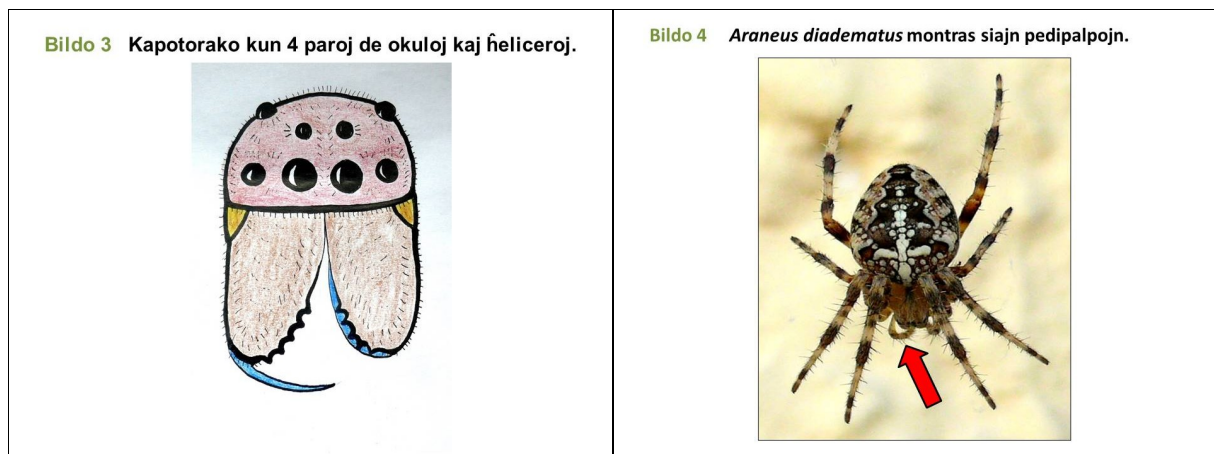 Bildo 3 Kapotorako kun 4 paroj de okuloj kaj ĥeliceroj.
Bildo 4 Araneus diadematus montras siajn pedipalpojn.